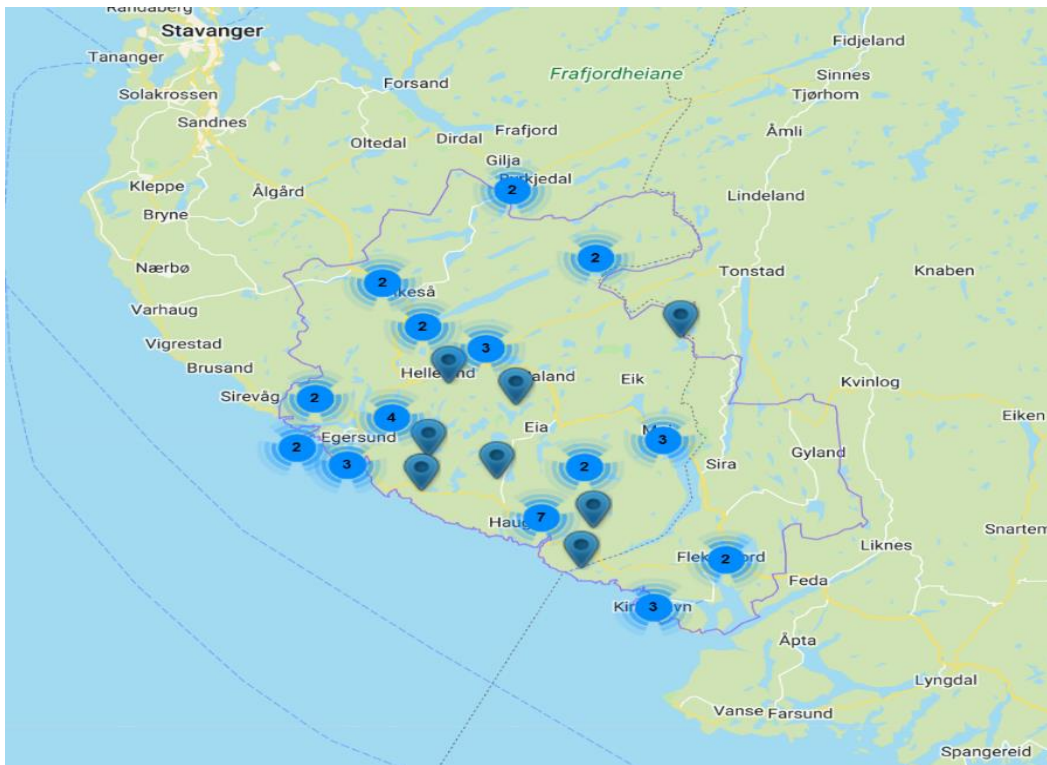 Stavanger
Tananger
Forsand
Solakrossen
Sandnes
Frafjordheiane
Fidjeland
Sinnes
Tjørhom
Oltedal
Dirdal
Frafjord
Åmli
Gilja
2
Kleppe
Ålgård
Bryne
Lindeland
Nærbø
2
Tonstad
Knaben
2
Varhaug
2
Vigrestad
3
Brusand
Eik
Kvinlog
Sirevåg
2
4
Eia
Eiken
Egersund
2
3
3
2
Sira
Gyland
7
Snartem
Liknes
2
Feda
3
Åpta
Lyngdal
Vanse
Farsund
Spangereid